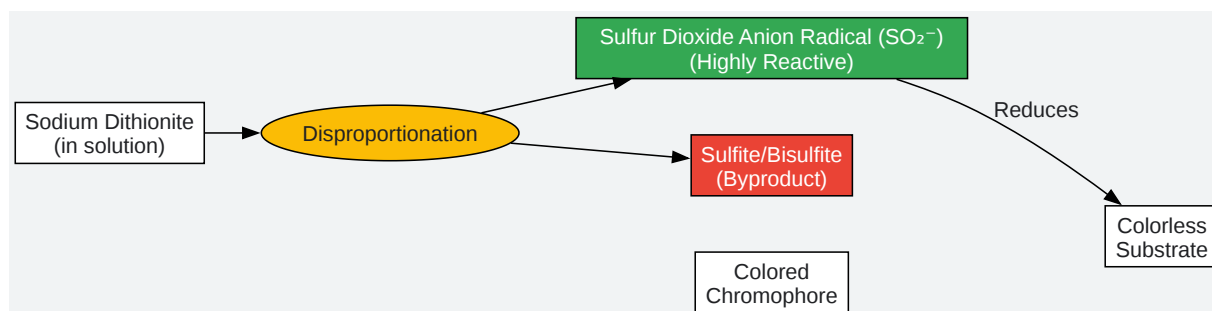 Sulfur Dioxide Anion Radical (SO₂⁻)
(Highly Reactive)
Reduces
Sodium Dithionite
(in solution)
Disproportionation
Sulfite/Bisulfite
(Byproduct)
Colorless
Substrate
Colored
Chromophore